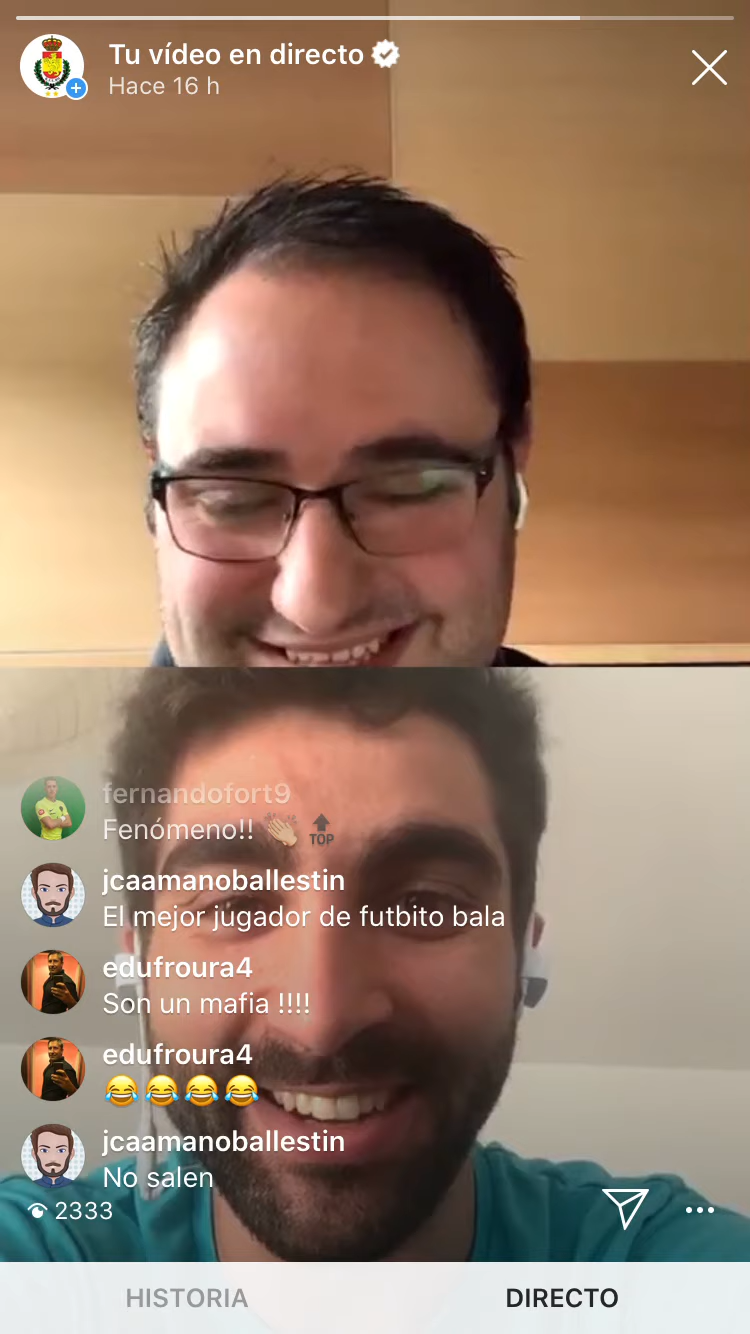 Tu vídeo en directo
Hace 16 h
fernandofort9
Fenómeno!! 👏🔝
jcaamanoballestin
El mejor jugador de futbito bala
edufroura4
Son un mafia !!!!
edufroura4
😂😂😂😂
jcaamanoballestin
No salen
2333
HISTORIA
DIRECTO